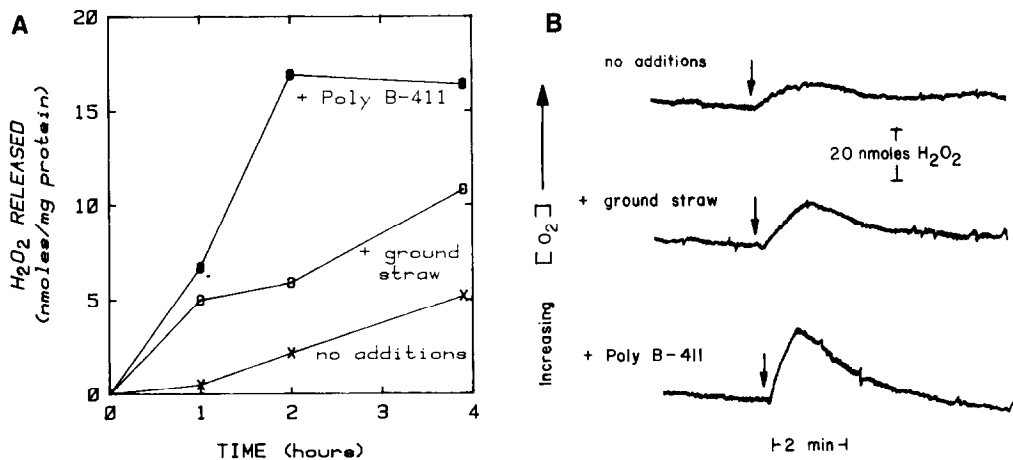 A
20
15
10
5
0
0
1
2
3
4
H₂O₂ RELEASED
(nmoles/mg protein)
TIME (hours)
+ Poly B-411
+ ground
straw
no additions
B
no additions
20 nmoles H₂O₂
+ ground straw
+ Poly B-411
Increasing [O₂]
2 min